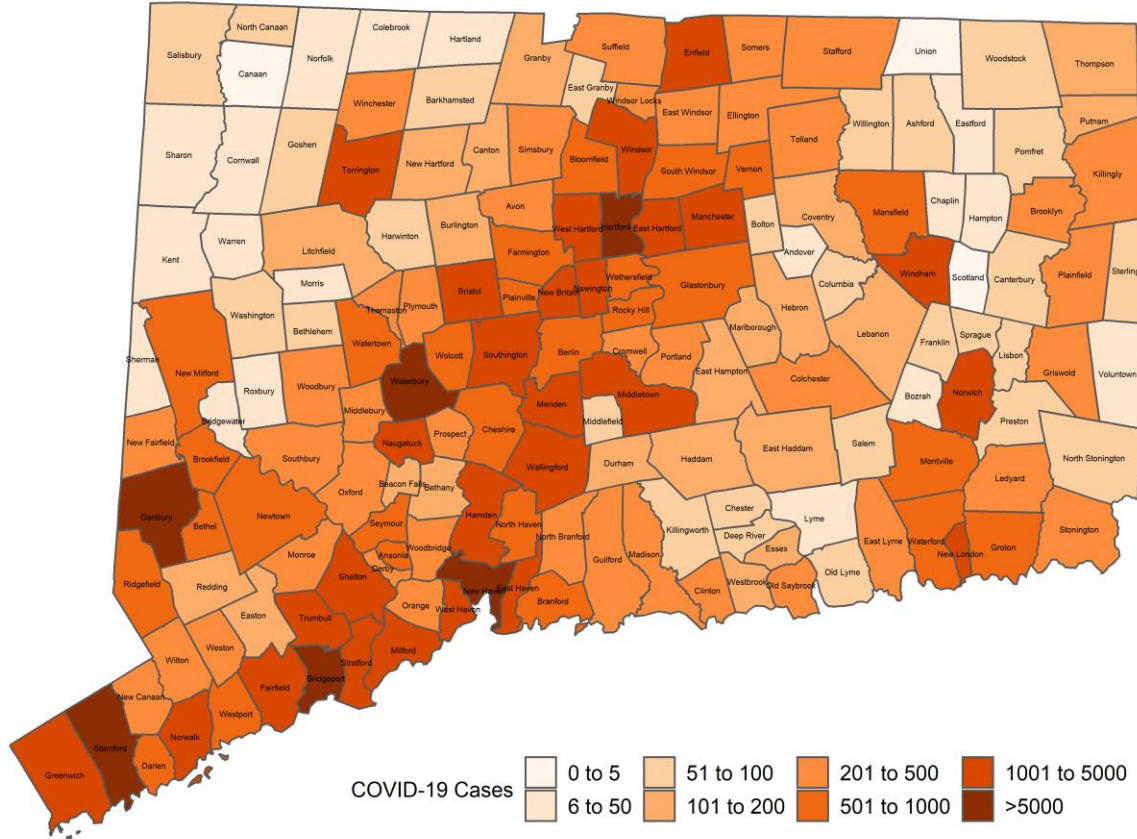 North Canaan
Colebrook
Hartland
Salisbury
Canaan
Norfolk
Granby
Suffield
Enfield
Somers
Stafford
Union
Woodstock
Thompson
East Granby
Windsor Locks
Winchester
Barkhamsted
East Windsor
Ellington
Willington
Ashford
Eastford
Putnam
Sharon
Cornwall
Goshen
Torrington
New Hartford
Canton
Simsbury
Bloomfield
Windsor
South Windsor
Vernon
Tolland
Pomfret
Killingly
Kent
Warren
Litchfield
Harwinton
Burlington
Avon
West Hartford
Hartford
East Hartford
Manchester
Bolton
Coventry
Mansfield
Chaplin
Hampton
Brooklyn
Morris
Farmington
Wethersfield
Andover
Windham
Scotland
Canterbury
Plainfield
Sterling
Washington
Bethlehem
Thomaston
Plymouth
Bristol
Plainville
New Britain
Newington
Rocky Hill
Glastonbury
Hebron
Columbia
Sherman
New Milford
Roxbury
Woodbury
Watertown
Waterbury
Wolcott
Southington
Berlin
Cromwell
Portland
Marlborough
East Hampton
Colchester
Lebanon
Franklin
Sprague
Lisbon
Griswold
Voluntown
Bridgewater
Middlebury
Meriden
Middletown
Bozrah
Norwich
Preston
New Fairfield
Brookfield
Southbury
Naugatuck
Prospect
Cheshire
Middlefield
Wallingford
Durham
Haddam
East Haddam
Salem
Montville
North Stonington
Danbury
Bethel
Newtown
Oxford
Beacon Falls
Bethany
Hamden
North Haven
Ledyard
Ridgefield
Redding
Monroe
Seymour
Ansonia
Derby
Woodbridge
North Branford
Guilford
Madison
Killingworth
Chester
Deep River
Essex
Lyme
East Lyme
Waterford
New London
Groton
Stonington
Easton
Shelton
Orange
West Haven
New Haven
East Haven
Branford
Clinton
Westbrook
Old Saybrook
Old Lyme
Wilton
Weston
Trumbull
Stratford
Milford
New Canaan
Westport
Fairfield
Bridgeport
Greenwich
Stamford
Darien
Norwalk
COVID-19 Cases
0 to 5
51 to 100
201 to 500
1001 to 5000
6 to 50
101 to 200
501 to 1000
>5000